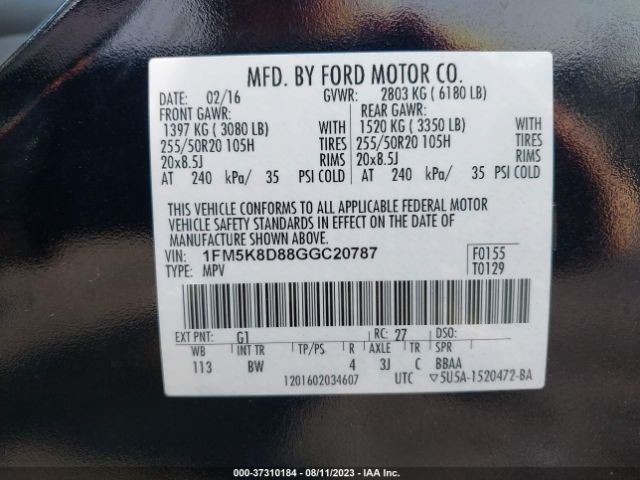 MFD. BY FORD MOTOR CO.
DATE: 02/16 GVWR: 2803 KG ( 6180 LB)
FRONT GAWR: REAR GAWR:
1397 KG ( 3080 LB) WITH 1520 KG ( 3350 LB) WITH
255/50R20 105H TIRES 255/50R20 105H TIRES
20x8.5J RIMS 20x8.5J RIMS
AT 240 kPa/ 35 PSI COLD AT 240 kPa/ 35 PSI COLD
THIS VEHICLE CONFORMS TO ALL APPLICABLE FEDERAL MOTOR
VEHICLE SAFETY STANDARDS IN EFFECT ON THE DATE OF
MANUFACTURE SHOWN ABOVE.
VIN: 1FM5K8D88GGC20787 F0155
TYPE: MPV T0129
EXT PNT: G1 RC: 27 DSO:
WB INT TR TP/PS R AXLE TR SPR
113 BW 4 3J C BBAA
1201602034607 UTC ▽5U5A-1520472-BA
000-37310184 - 08/11/2023 - IAA Inc.